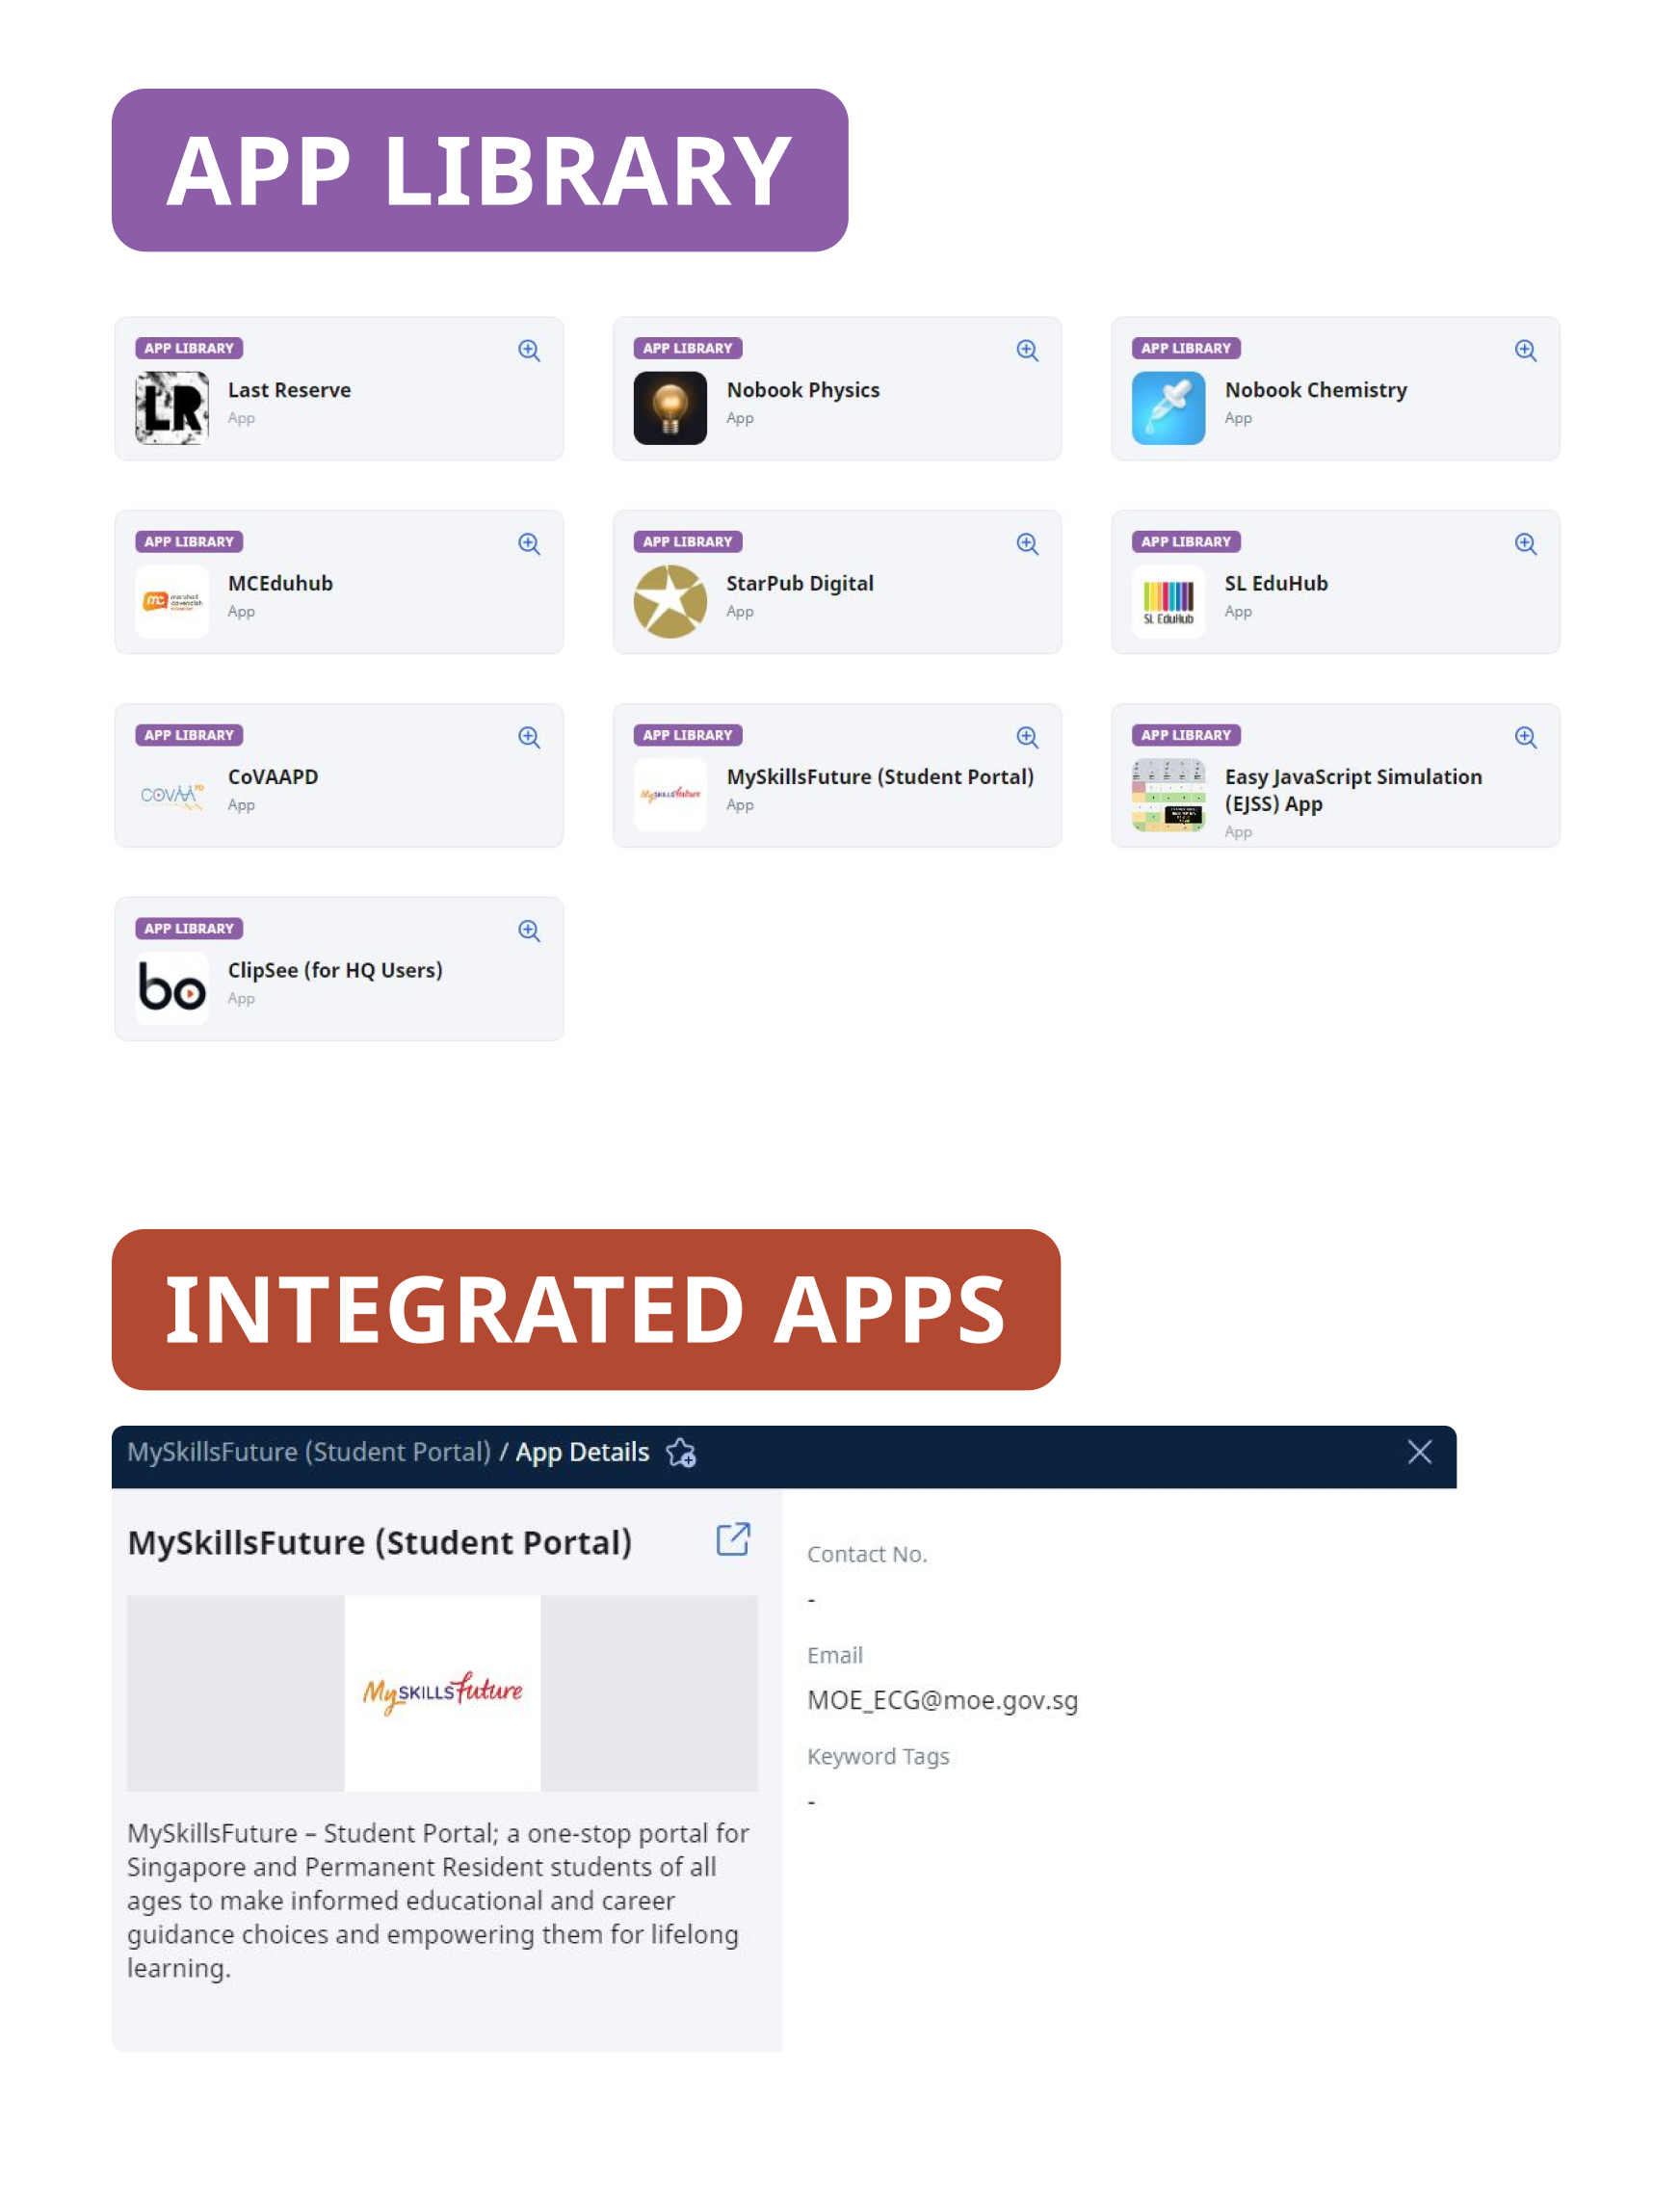 APP LIBRARY
APP LIBRARY
LR
Last Reserve
App
APP LIBRARY
Nobook Physics
App
APP LIBRARY
Nobook Chemistry
App
APP LIBRARY
mc marshall cavendish
MCEduhub
App
APP LIBRARY
StarPub Digital
App
APP LIBRARY
SL EduHub
SL EduHub
App
APP LIBRARY
COVAA PD
CoVAAPD
App
APP LIBRARY
MySKILLSfuture
MySkillsFuture (Student Portal)
App
APP LIBRARY
Easy JavaScript Simulation
(EJSS) App
App
APP LIBRARY
bo
ClipSee (for HQ Users)
App
INTEGRATED APPS
MySkillsFuture (Student Portal) / App Details
MySkillsFuture (Student Portal)
MySKILLSfuture
MySkillsFuture – Student Portal; a one-stop portal for
Singapore and Permanent Resident students of all
ages to make informed educational and career
guidance choices and empowering them for lifelong
learning.
Contact No.
-
Email
MOE_ECG@moe.gov.sg
Keyword Tags
-